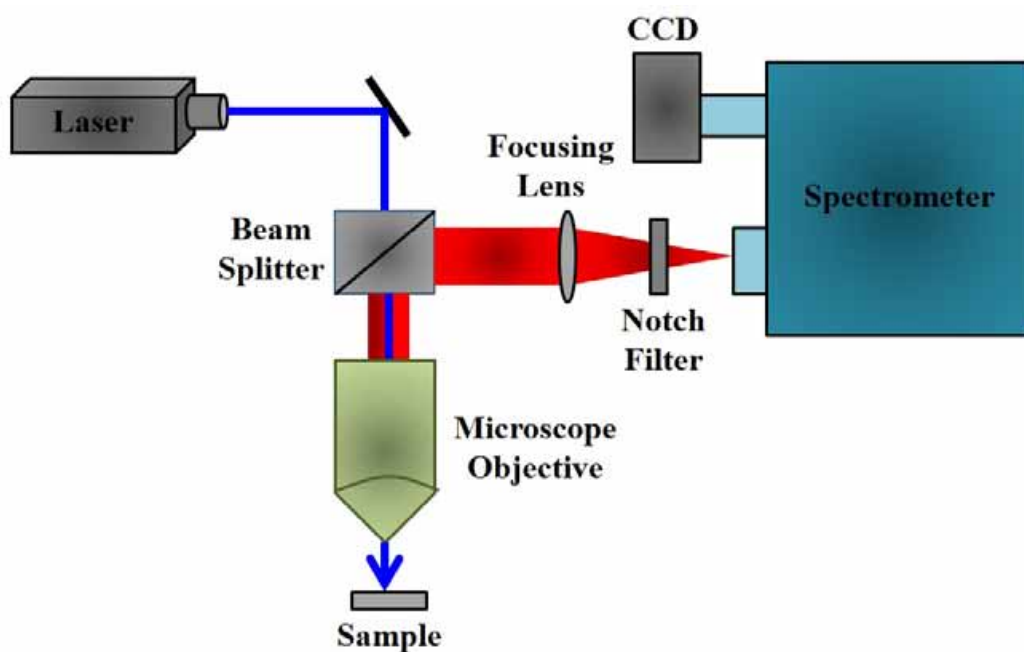 CCD
Laser
Focusing
Lens
Spectrometer
Beam
Splitter
Notch
Filter
Microscope
Objective
Sample